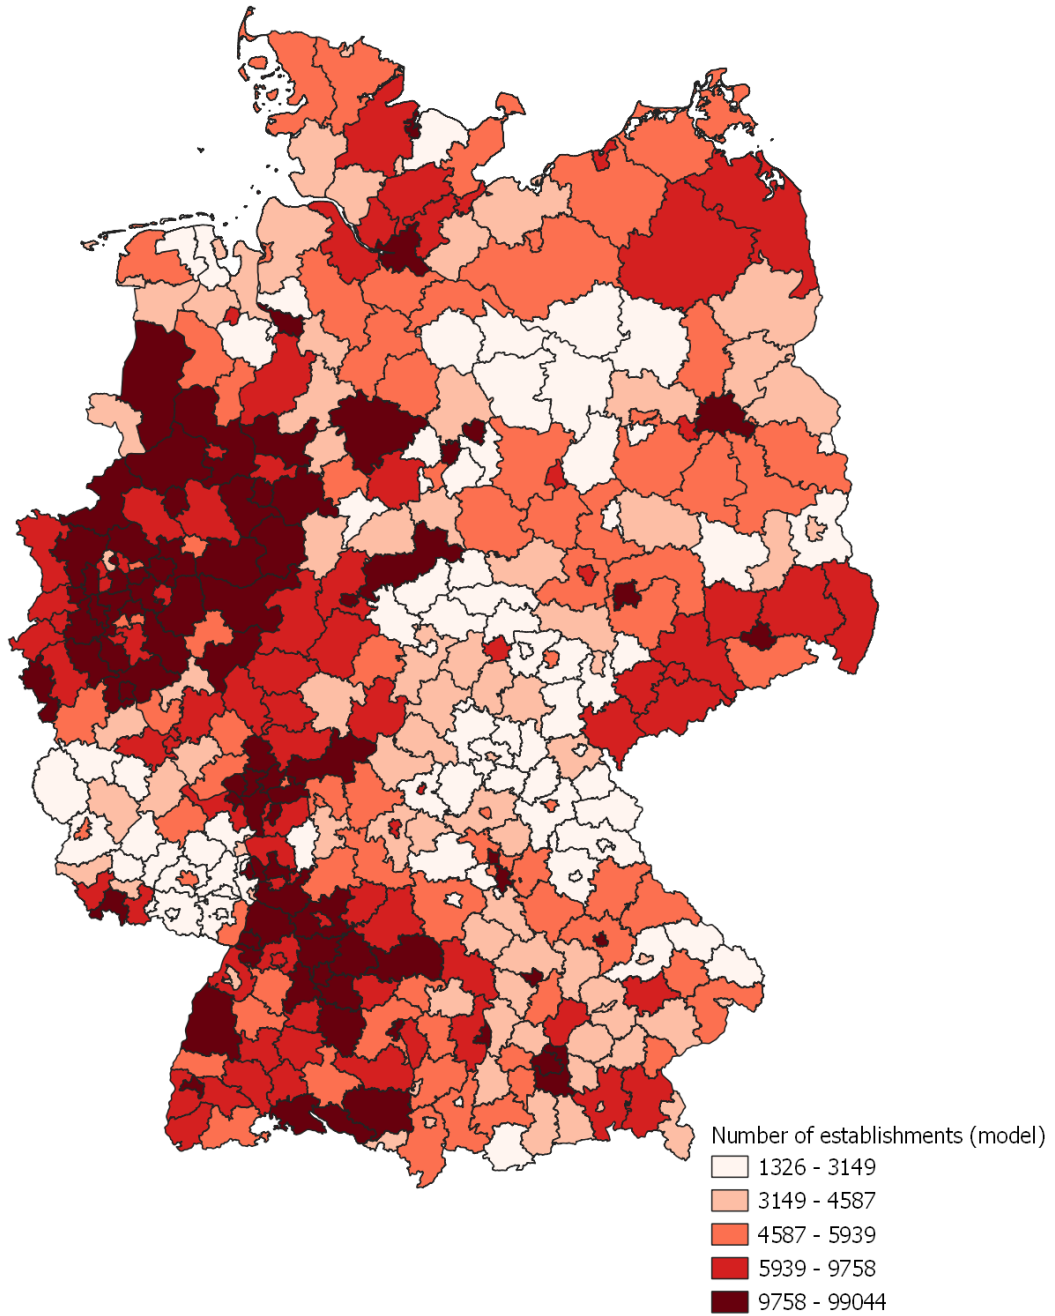 Number of establishments (model)
1326 - 3149
3149 - 4587
4587 - 5939
5939 - 9758
9758 - 99044